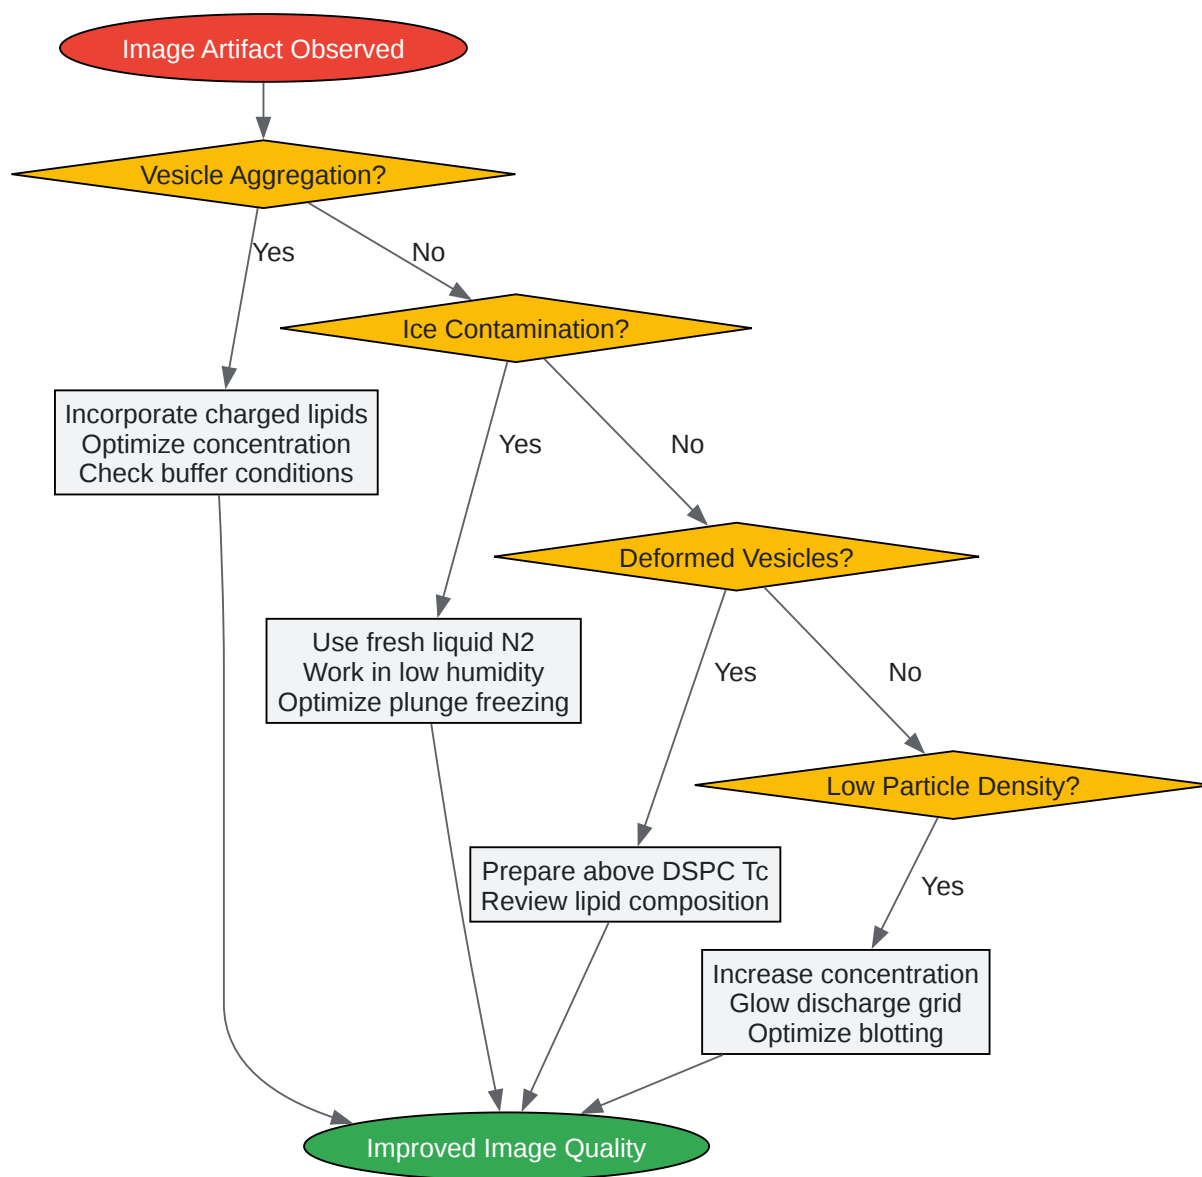 Image Artifact Observed
Vesicle Aggregation?
Yes
No
Ice Contamination?
Incorporate charged lipids
Optimize concentration
Check buffer conditions
Yes
No
Deformed Vesicles?
Use fresh liquid N2
Work in low humidity
Optimize plunge freezing
Yes
No
Low Particle Density?
Prepare above DSPC Tc
Review lipid composition
Yes
Increase concentration
Glow discharge grid
Optimize blotting
Improved Image Quality